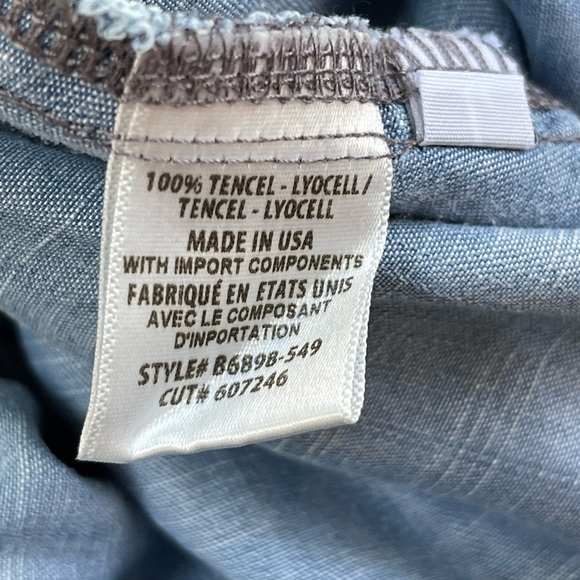 100% TENCEL - LYOCELL /
TENCEL - LYOCELL
MADE IN USA
WITH IMPORT COMPONENTS
FABRIQUÉ EN ETATS UNIS
AVEC LE COMPOSANT
D'INPORTATION
STYLE# B6898-549
CUT# 607246